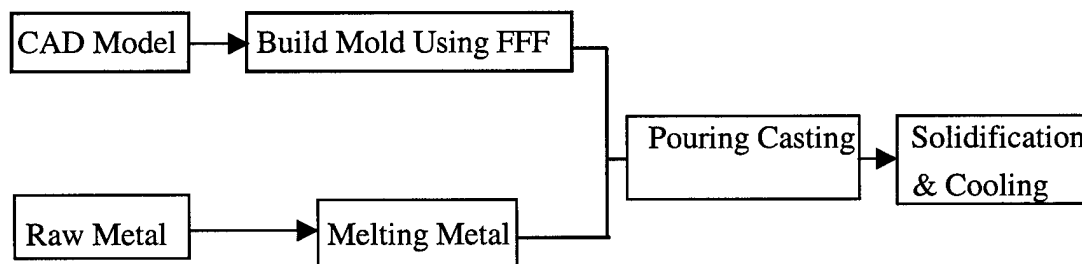 CAD Model
Build Mold Using FFF
Pouring Casting
Solidification
& Cooling
Raw Metal
Melting Metal